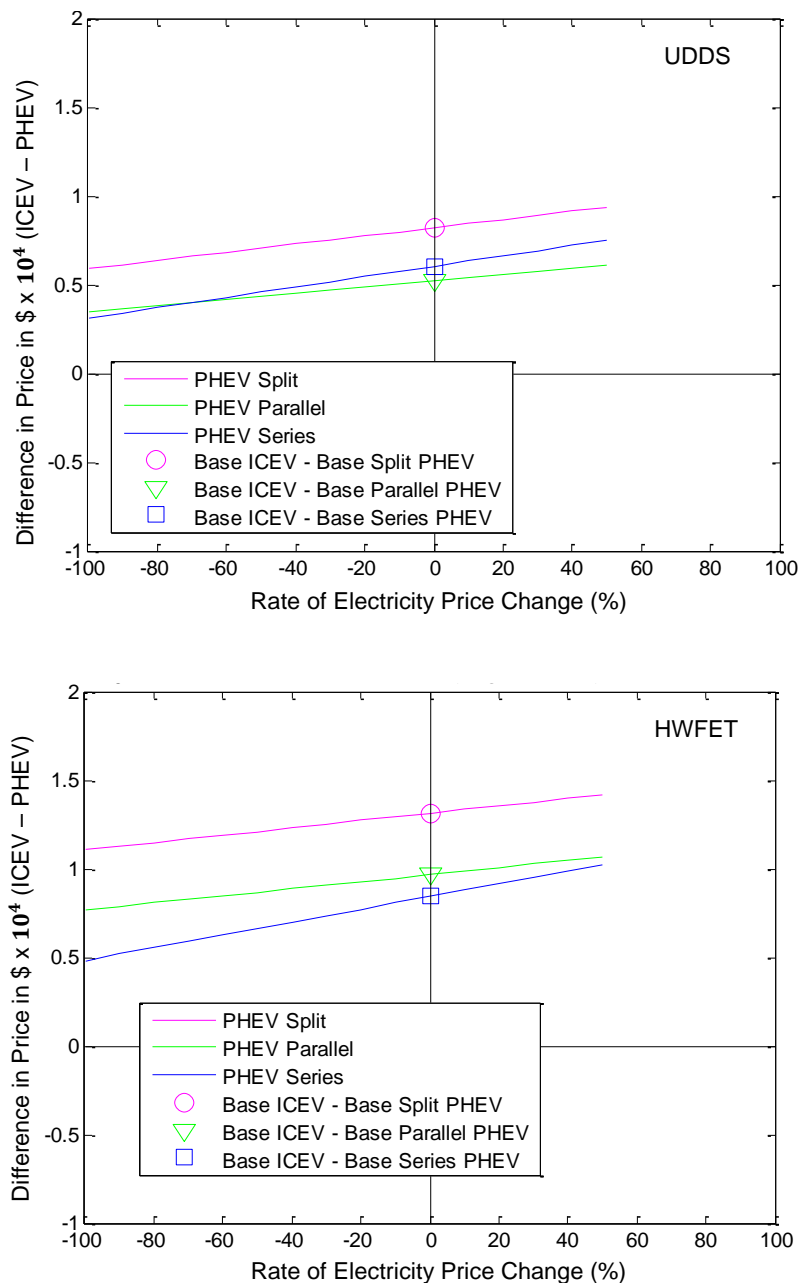 2
UDDS
1.5
1
0.5
0
-0.5
-1
Difference in Price in $ x 10⁴ (ICEV – PHEV)
PHEV Split
PHEV Parallel
PHEV Series
Base ICEV - Base Split PHEV
Base ICEV - Base Parallel PHEV
Base ICEV - Base Series PHEV
-100 -80 -60 -40 -20 0 20 40 60 80 100
Rate of Electricity Price Change (%)
2
HWFET
1.5
1
0.5
0
-0.5
-1
Difference in Price in $ x 10⁴ (ICEV – PHEV)
PHEV Split
PHEV Parallel
PHEV Series
Base ICEV - Base Split PHEV
Base ICEV - Base Parallel PHEV
Base ICEV - Base Series PHEV
-100 -80 -60 -40 -20 0 20 40 60 80 100
Rate of Electricity Price Change (%)